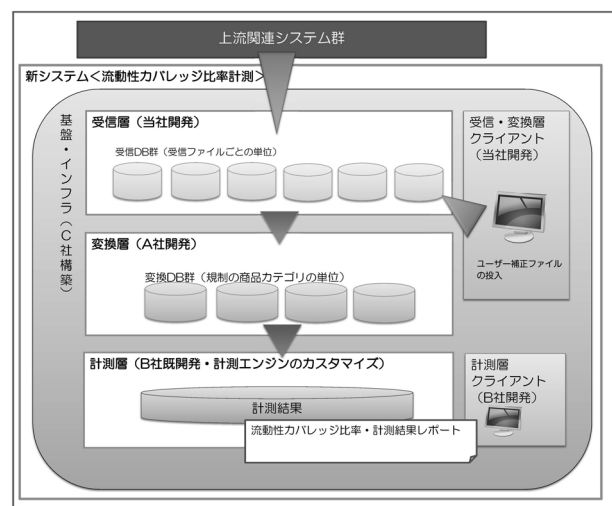 上流関連システム群
新システム＜流動性カバレッジ比率計測＞
基盤・インフラ（C社構築）
受信層（当社開発）
受信DB群（受信ファイルごとの単位）
受信・変換層
クライアント
（当社開発）
ユーザー補正ファイル
の投入
変換層（A社開発）
変換DB群（規制の商品カテゴリの単位）
計測層（B社既開発・計測エンジンのカスタマイズ）
計測結果
流動性カバレッジ比率・計測結果レポート
計測層
クライアント
（B社開発）